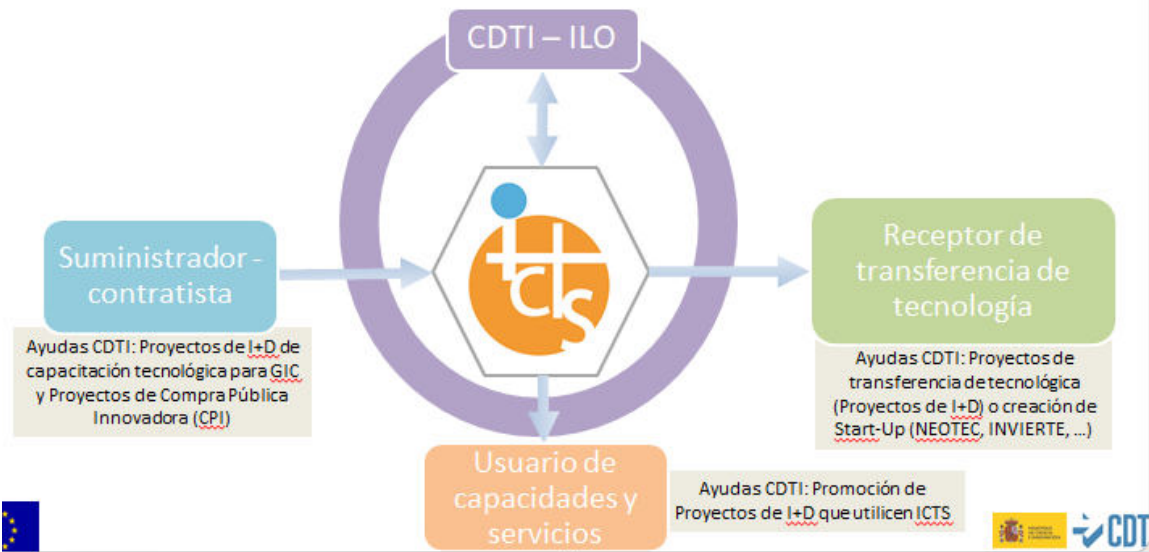 CDTI – ILO
icts
Suministrador -
contratista
Ayudas CDTI: Proyectos de I+D de
capacitación tecnológica para GIC
y Proyectos de Compra Pública
Innovadora (CPI)
Receptor de
transferencia de
tecnología
Ayudas CDTI: Proyectos de
transferencia de tecnológica
(Proyectos de I+D) o creación de
Start-Up (NEOTEC, INVIERTE, ...)
Usuario de
capacidades y
servicios
Ayudas CDTI: Promoción de
Proyectos de I+D que utilicen ICTS
CDT